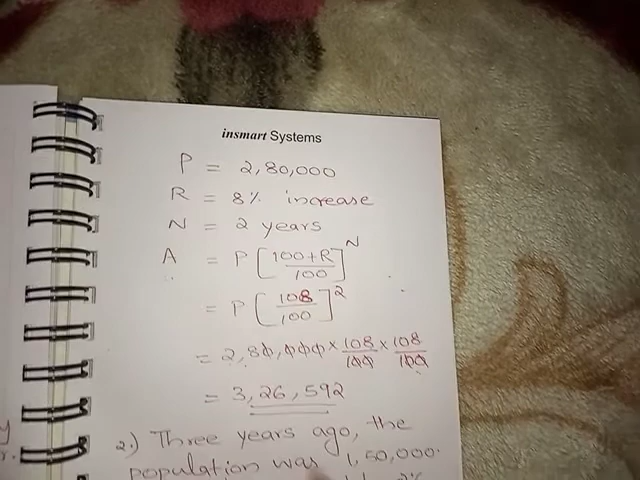 insmart Systems
P = 2,80,000
R = 8% increase
N = 2 years
A = P [100+R/100]^N
= P [108/100]^2
= 2,80,000 × 108/100 × 108/100
= 3,26,592
2.) Three years ago, the
population was 1,50,000.